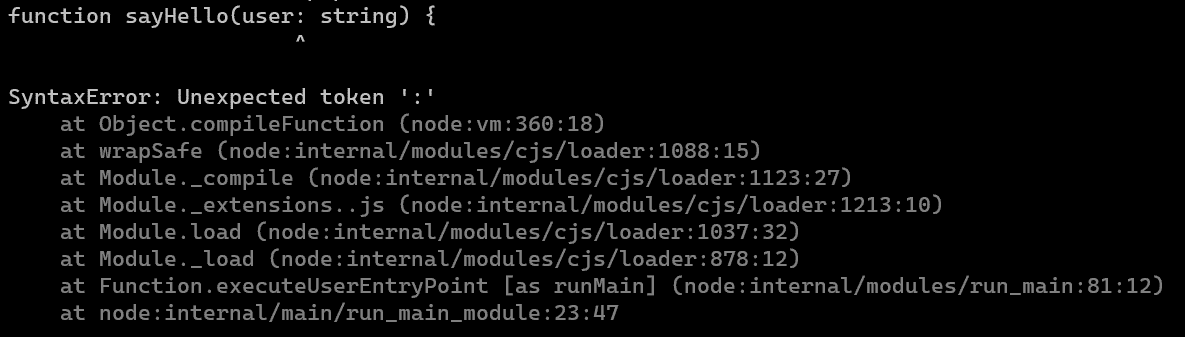 function sayHello(user: string) {
^
SyntaxError: Unexpected token ':'
at Object.compileFunction (node:vm:360:18)
at wrapSafe (node:internal/modules/cjs/loader:1088:15)
at Module._compile (node:internal/modules/cjs/loader:1123:27)
at Module._extensions..js (node:internal/modules/cjs/loader:1213:10)
at Module.load (node:internal/modules/cjs/loader:1037:32)
at Module._load (node:internal/modules/cjs/loader:878:12)
at Function.executeUserEntryPoint [as runMain] (node:internal/modules/run_main:81:12)
at node:internal/main/run_main_module:23:47